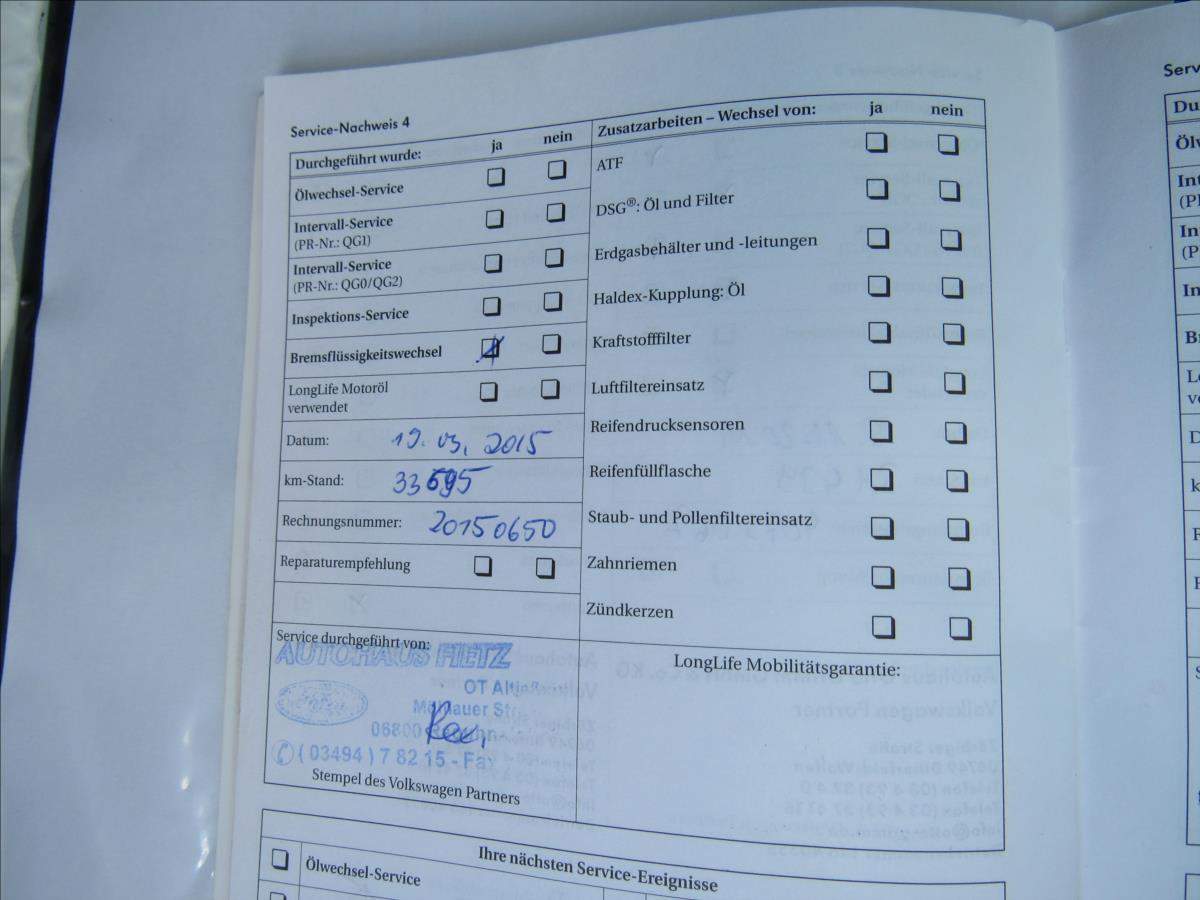 Service-Nachweis 4
Durchgeführt wurde: ja nein
Ölwechsel-Service
Intervall-Service
(PR-Nr.: QG1)
Intervall-Service
(PR-Nr.: QG0/QG2)
Inspektions-Service
Bremsflüssigkeitswechsel
LongLife Motoröl
verwendet
Datum: 19. 03. 2015
km-Stand: 33695
Rechnungsnummer: 20150650
Reparaturempfehlung
Service durchgeführt von:
AUTOHAUS FIETZ
OT
06800
(03494) 7 82 15 - Fax
Stempel des Volkswagen Partners
Zusatzarbeiten – Wechsel von: ja nein
ATF
DSG®: Öl und Filter
Erdgasbehälter und -leitungen
Haldex-Kupplung: Öl
Kraftstofffilter
Luftfiltereinsatz
Reifendrucksensoren
Reifenfüllflasche
Staub- und Pollenfiltereinsatz
Zahnriemen
Zündkerzen
LongLife Mobilitätsgarantie:
Ihre nächsten Service-Ereignisse
Ölwechsel-Service